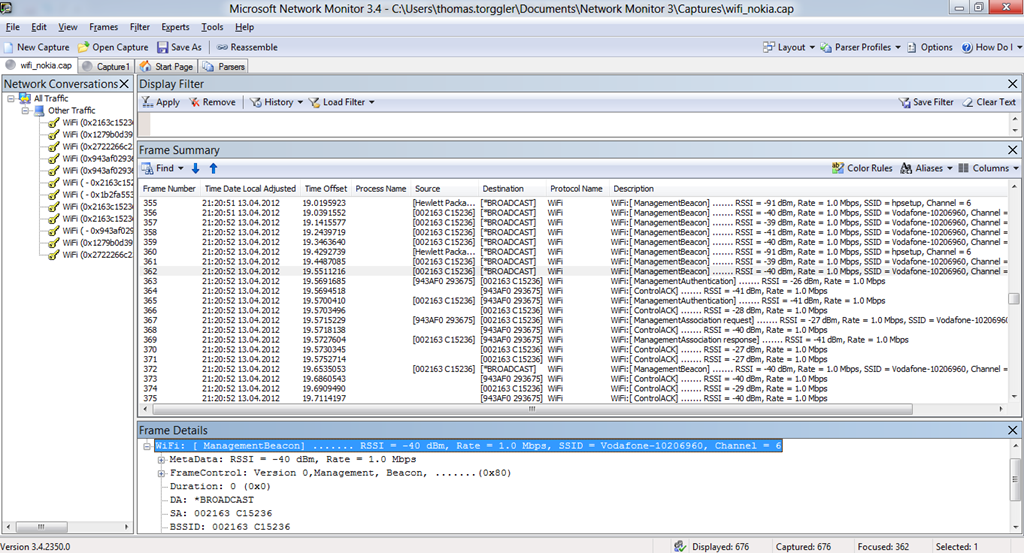 Microsoft Network Monitor 3.4 - C:\Users\thomas.torggler\Documents\Network Monitor 3\Captures\wifi_nokia.cap
File Edit View Frames Filter Experts Tools Help
New Capture Open Capture Save As Reassemble Layout Parser Profiles Options How Do I
wifi_nokia.cap Capture1 Start Page Parsers
Network Conversations
All Traffic
Other Traffic
WiFi (0x2163c1523
WiFi (0x1279b0d39
WiFi (0x2722266c2
WiFi (0x943af0293
WiFi (0x943af0293
WiFi ( - 0x2163c152
WiFi ( - 0x1b2fa553
WiFi (0x2163c1523
WiFi (0x2163c1523
WiFi ( - 0x943af029
WiFi (0x1279b0d39
WiFi (0x2722266c2
Display Filter
Apply Remove History Load Filter Save Filter Clear Text
Frame Summary
Find Color Rules Aliases Columns
Frame Number Time Date Local Adjusted Time Offset Process Name Source Destination Protocol Name Description
355 21:20:51 13.04.2012 19.0195923 [Hewlett Packa... [*BROADCAST] WiFi WiFi:[ ManagementBeacon] ....... RSSI = -91 dBm, Rate = 1.0 Mbps, SSID = hpsetup, Channel = 6
356 21:20:52 13.04.2012 19.0391552 [002163 C15236] [*BROADCAST] WiFi WiFi:[ ManagementBeacon] ....... RSSI = -40 dBm, Rate = 1.0 Mbps, SSID = Vodafone-10206960, Channel =
357 21:20:52 13.04.2012 19.1415577 [002163 C15236] [*BROADCAST] WiFi WiFi:[ ManagementBeacon] ....... RSSI = -39 dBm, Rate = 1.0 Mbps, SSID = Vodafone-10206960, Channel =
358 21:20:52 13.04.2012 19.2439719 [002163 C15236] [*BROADCAST] WiFi WiFi:[ ManagementBeacon] ....... RSSI = -41 dBm, Rate = 1.0 Mbps, SSID = Vodafone-10206960, Channel =
359 21:20:52 13.04.2012 19.3463640 [002163 C15236] [*BROADCAST] WiFi WiFi:[ ManagementBeacon] ....... RSSI = -40 dBm, Rate = 1.0 Mbps, SSID = Vodafone-10206960, Channel =
360 21:20:52 13.04.2012 19.4292739 [Hewlett Packa... [*BROADCAST] WiFi WiFi:[ ManagementBeacon] ....... RSSI = -91 dBm, Rate = 1.0 Mbps, SSID = hpsetup, Channel = 6
361 21:20:52 13.04.2012 19.4487085 [002163 C15236] [*BROADCAST] WiFi WiFi:[ ManagementBeacon] ....... RSSI = -39 dBm, Rate = 1.0 Mbps, SSID = Vodafone-10206960, Channel =
362 21:20:52 13.04.2012 19.5511216 [002163 C15236] [*BROADCAST] WiFi WiFi:[ ManagementBeacon] ....... RSSI = -40 dBm, Rate = 1.0 Mbps, SSID = Vodafone-10206960, Channel =
363 21:20:52 13.04.2012 19.5691685 [943AF0 293675] [002163 C15236] WiFi WiFi:[ ManagementAuthentication] ....... RSSI = -26 dBm, Rate = 1.0 Mbps
364 21:20:52 13.04.2012 19.5694518 [943AF0 293675] WiFi WiFi:[ ControlACK] ....... RSSI = -41 dBm, Rate = 1.0 Mbps
365 21:20:52 13.04.2012 19.5700410 [002163 C15236] [943AF0 293675] WiFi WiFi:[ ManagementAuthentication] ....... RSSI = -41 dBm, Rate = 1.0 Mbps
366 21:20:52 13.04.2012 19.5703496 [002163 C15236] WiFi WiFi:[ ControlACK] ....... RSSI = -28 dBm, Rate = 1.0 Mbps
367 21:20:52 13.04.2012 19.5715229 [943AF0 293675] [002163 C15236] WiFi WiFi:[ ManagementAssociation request] ....... RSSI = -27 dBm, Rate = 1.0 Mbps, SSID = Vodafone-1020696
368 21:20:52 13.04.2012 19.5718138 [943AF0 293675] WiFi WiFi:[ ControlACK] ....... RSSI = -40 dBm, Rate = 1.0 Mbps
369 21:20:52 13.04.2012 19.5727604 [002163 C15236] [943AF0 293675] WiFi WiFi:[ ManagementAssociation response] ....... RSSI = -41 dBm, Rate = 1.0 Mbps
370 21:20:52 13.04.2012 19.5730345 [002163 C15236] WiFi WiFi:[ ControlACK] ....... RSSI = -27 dBm, Rate = 1.0 Mbps
371 21:20:52 13.04.2012 19.5752714 [002163 C15236] WiFi WiFi:[ ControlACK] ....... RSSI = -27 dBm, Rate = 1.0 Mbps
372 21:20:52 13.04.2012 19.6535053 [002163 C15236] [*BROADCAST] WiFi WiFi:[ ManagementBeacon] ....... RSSI = -40 dBm, Rate = 1.0 Mbps, SSID = Vodafone-10206960, Channel =
373 21:20:52 13.04.2012 19.6860543 [943AF0 293675] WiFi WiFi:[ ControlACK] ....... RSSI = -40 dBm, Rate = 1.0 Mbps
374 21:20:52 13.04.2012 19.6909490 [002163 C15236] WiFi WiFi:[ ControlACK] ....... RSSI = -29 dBm, Rate = 1.0 Mbps
375 21:20:52 13.04.2012 19.7114197 [943AF0 293675] WiFi WiFi:[ ControlACK] ....... RSSI = -40 dBm, Rate = 1.0 Mbps
Frame Details
WiFi: [ ManagementBeacon] ....... RSSI = -40 dBm, Rate = 1.0 Mbps, SSID = Vodafone-10206960, Channel = 6
MetaData: RSSI = -40 dBm, Rate = 1.0 Mbps
FrameControl: Version 0,Management, Beacon, .......(0x80)
Duration: 0 (0x0)
DA: *BROADCAST
SA: 002163 C15236
BSSID: 002163 C15236
Version 3.4.2350.0 Displayed: 676 Captured: 676 Focused: 362 Selected: 1